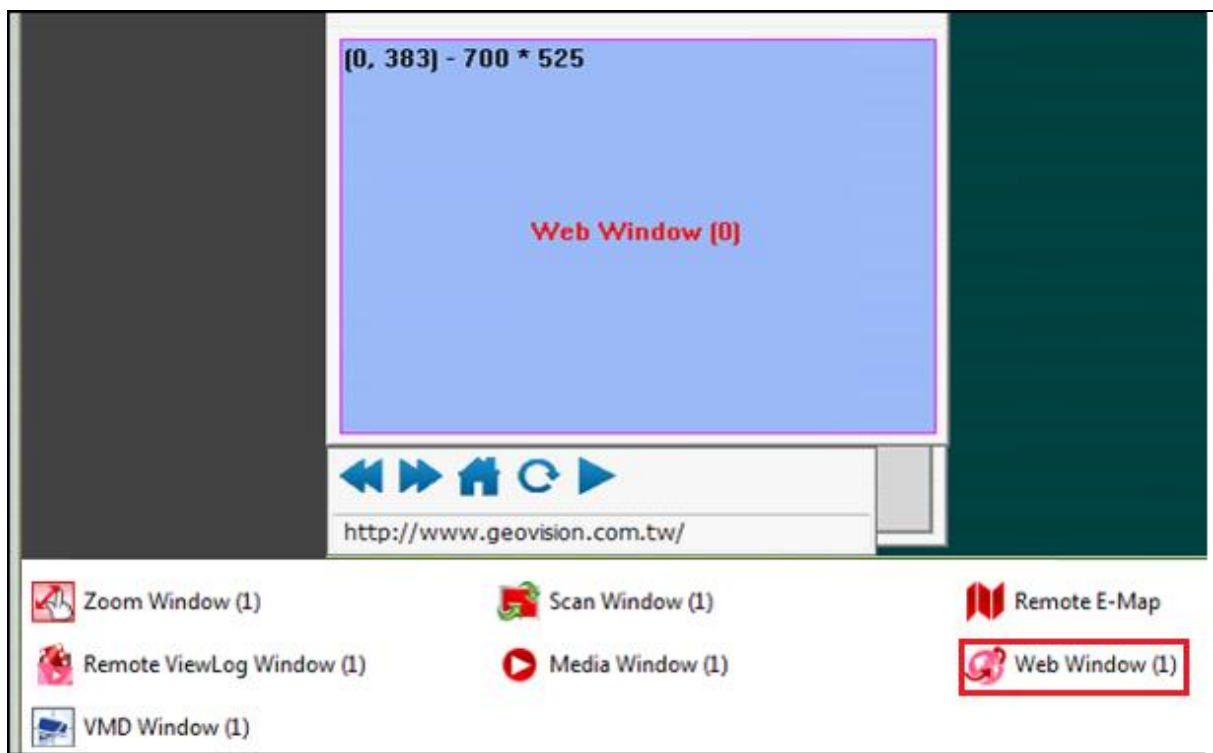 (0, 383) - 700 * 525
Web Window (0)
http://www.geovision.com.tw/
Zoom Window (1)
Scan Window (1)
Remote E-Map
Remote ViewLog Window (1)
Media Window (1)
Web Window (1)
VMD Window (1)